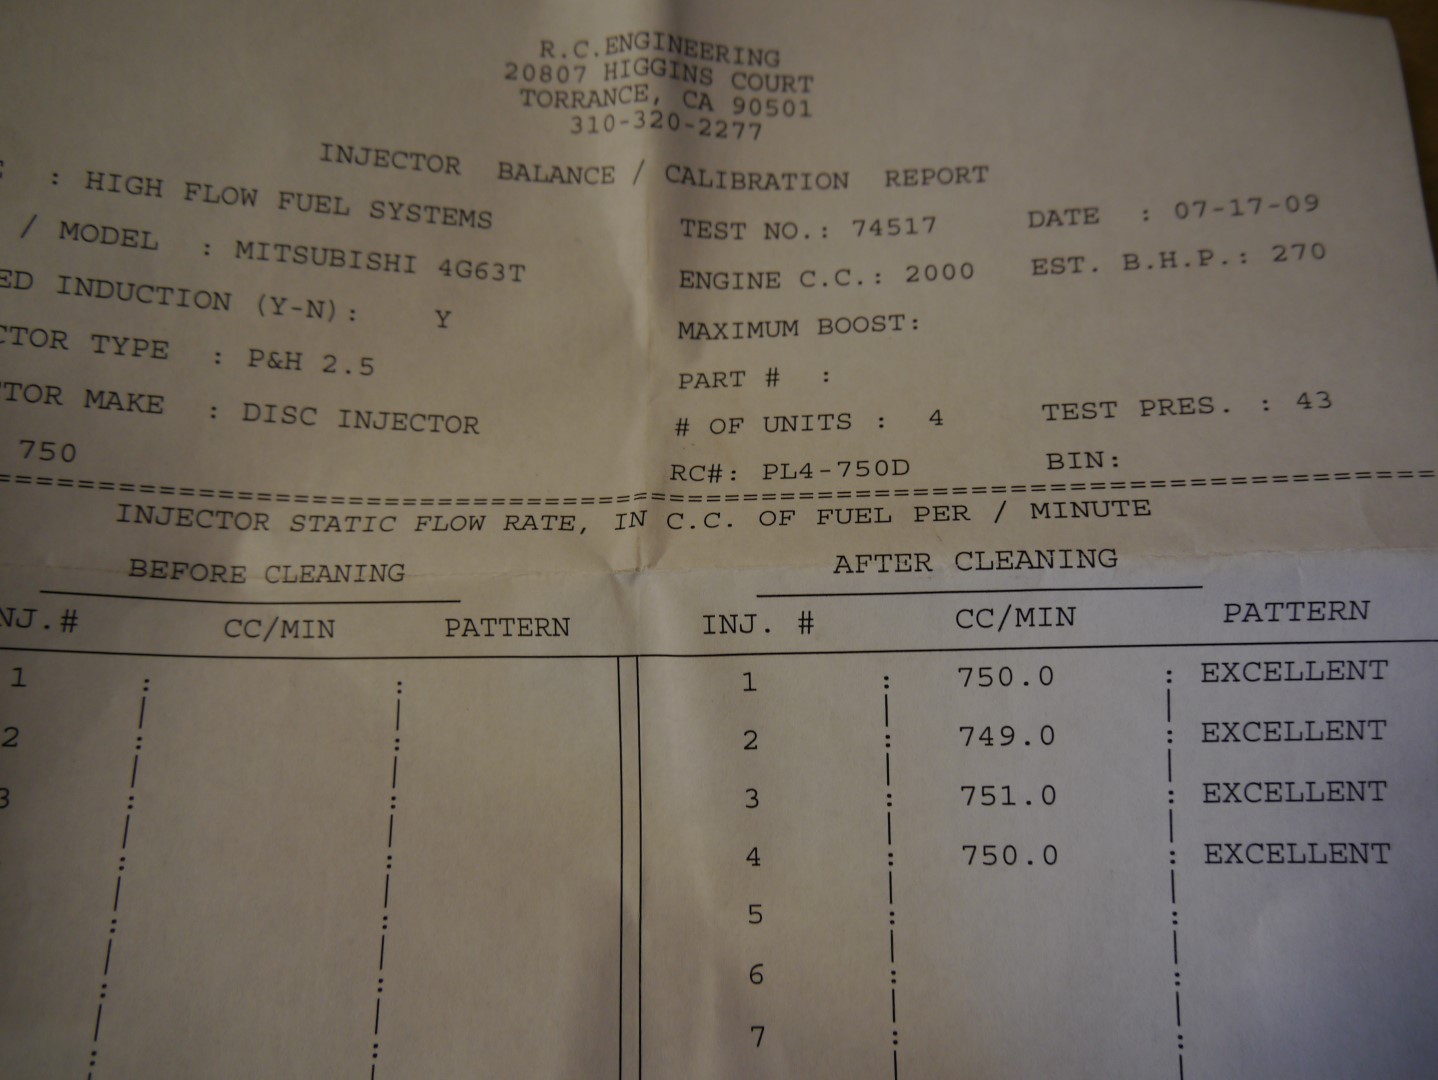 R.C.ENGINEERING
20807 HIGGINS COURT
TORRANCE, CA 90501
310-320-2277
INJECTOR BALANCE / CALIBRATION REPORT
: HIGH FLOW FUEL SYSTEMS TEST NO.: 74517 DATE : 07-17-09
/ MODEL : MITSUBISHI 4G63T ENGINE C.C.: 2000 EST. B.H.P.: 270
ED INDUCTION (Y-N): Y MAXIMUM BOOST:
CTOR TYPE : P&H 2.5 PART # :
TOR MAKE : DISC INJECTOR # OF UNITS : 4 TEST PRES. : 43
750 RC#: PL4-750D BIN:
INJECTOR STATIC FLOW RATE, IN C.C. OF FUEL PER / MINUTE
BEFORE CLEANING AFTER CLEANING
NJ.# CC/MIN PATTERN INJ. # CC/MIN PATTERN
1 : : 1 : 750.0 : EXCELLENT
2 : : 2 : 749.0 : EXCELLENT
3 : : 3 : 751.0 : EXCELLENT
: : 4 : 750.0 : EXCELLENT
: : 5 : :
: : 6 : :
: : 7 : :